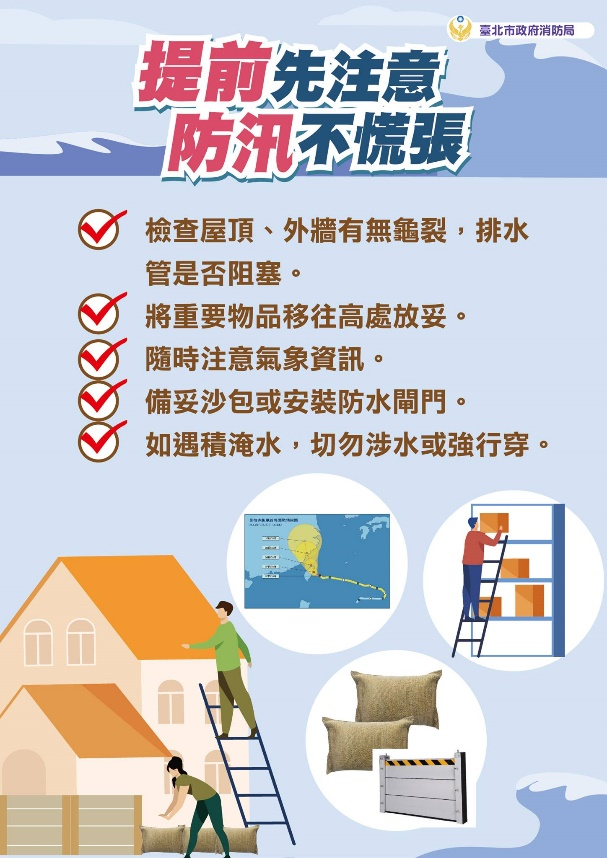 臺北市政府消防局
提前先注意
防汛不慌張
檢查屋頂、外牆有無龜裂，排水
管是否阻塞。
將重要物品移往高處放妥。
隨時注意氣象資訊。
備妥沙包或安裝防水閘門。
如遇積淹水，切勿涉水或強行穿。